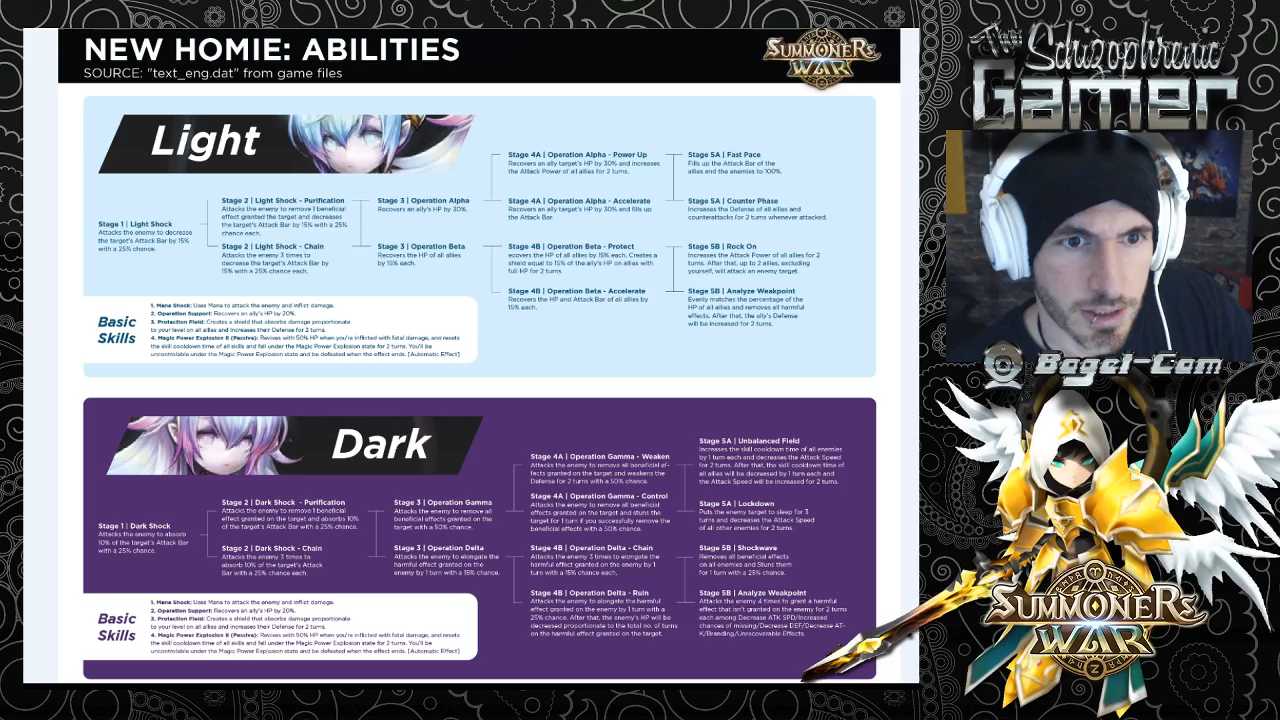 NEW HOMIE: ABILITIES
SOURCE: "text_eng.dat" from game files
SUMMONERS
WAR
Light
Stage 1 | Light Shock
Attacks the enemy to decrease
the target's Attack Bar by 15%
with a 25% chance.
Stage 2 | Light Shock - Purification
Attacks the enemy to remove 1 beneficial
effect granted the target and decreases
the target's Attack Bar by 15% with a 25%
chance each.
Stage 2 | Light Shock - Chain
Attacks the enemy 3 times to
decrease the target's Attack Bar by
15% with a 25% chance each.
Stage 3 | Operation Alpha
Recovers an ally's HP by 30%.
Stage 3 | Operation Beta
Recovers the HP of all allies
by 15% each.
Stage 4A | Operation Alpha - Power Up
Recovers an ally target's HP by 30% and increases
the Attack Power of all allies for 2 turns.
Stage 4A | Operation Alpha - Accelerate
Recovers an ally target's HP by 30% and fills up
the Attack Bar.
Stage 4B | Operation Beta - Protect
ecovers the HP of all allies by 15% each. Creates a
shield equal to 15% of the ally's HP on allies with
full HP for 2 turns.
Stage 4B | Operation Beta - Accelerate
Recovers the HP and Attack Bar of all allies by
15% each.
Stage 5A | Fast Pace
Fills up the Attack Bar of the
allies and the enemies to 100%.
Stage 5A | Counter Phase
Increases the Defense of all allies and
counterattacks for 2 turns whenever attacked.
Stage 5B | Rock On
Increases the Attack Power of all allies for 2
turns. After that, up to 2 allies, excluding
yourself, will attack an enemy target.
Stage 5B | Analyze Weakpoint
Evenly matches the percentage of the
HP of all allies and removes all harmful
effects. After that, the ally's Defense
will be increased for 2 turns.
Basic
Skills
1. Mana Shock: Uses Mana to attack the enemy and inflict damage.
2. Operation Support: Recovers an ally's HP by 20%.
3. Protection Field: Creates a shield that absorbs damage proportionate
to your level on all allies and increases their Defense for 2 turns.
4. Magic Power Explosion II (Passive): Revives with 50% HP when you're inflicted with fatal damage, and resets
the skill cooldown time of all skills and fall under the Magic Power Explosion state for 2 turns. You'll be
uncontrolable under the Magic Power Explosion state and be defeated when the effect ends. [Automatic Effect]
Dark
Stage 1 | Dark Shock
Attacks the enemy to absorb
10% of the target's Attack Bar
with a 25% chance.
Stage 2 | Dark Shock - Purification
Attacks the enemy to remove 1 beneficial
effect granted the target and absorbs 10%
of the target's Attack Bar with a 25% chance.
Stage 2 | Dark Shock - Chain
Attacks the enemy 3 times to
absorb 10% of the target's Attack
Bar with a 25% chance each.
Stage 3 | Operation Gamma
Attacks the enemy to remove all
beneficial effects granted on the
target with a 50% chance.
Stage 3 | Operation Delta
Attacks the enemy to elongate the
harmful effect granted on the
enemy by 1 turn with a 15% chance.
Stage 4A | Operation Gamma - Weaken
Attacks the enemy to remove all beneficial ef-
fects granted on the target and weakens the
Defense for 2 turns with a 50% chance.
Stage 4A | Operation Gamma - Control
Attacks the enemy to remove all beneficial
effects granted on the target and stuns the
target for 1 turn if you successfully remove the
beneficial effects with a 50% chance.
Stage 4B | Operation Delta - Chain
Attacks the enemy 3 times to elongate the
harmful effect granted on the enemy by 1
turn with a 15% chance each.
Stage 4B | Operation Delta - Ruin
Attacks the enemy to elongate the harmful
effect granted on the enemy by 1 turn with a
25% chance. After that, the enemy's HP will be
decreased proportionate to the total no. of turns
on the harmful effect granted on the target.
Stage 5A | Unbalanced Field
Increases the skill cooldown time of all enemies
by 1 turn each and decreases the Attack Speed
for 2 turns. After that, the skill cooldown time of
all allies will be decreased by 1 turn each and
the Attack Speed will be increased for 2 turns.
Stage 5A | Lockdown
Puts the enemy target to sleep for 3
turns and decreases the Attack Speed
of all other enemies for 2 turns.
Stage 5B | Shockwave
Removes all beneficial effects
on all enemies and Stuns them
for 1 turn with a 25% chance.
Stage 5B | Analyze Weakpoint
Attacks the enemy 4 times to grant a harmful
effect that isn't granted on the enemy for 2 turns
each among Decrease ATK SPD/Increased
chances of missing/Decrease DEF/Decrease AT-
K/Branding/Unrecoverable Effects.
Basic
Skills
1. Mana Shock: Uses Mana to attack the enemy and inflict damage.
2. Operation Support: Recovers an ally's HP by 20%.
3. Protection Field: Creates a shield that absorbs damage proportionate
to your level on all allies and increases their Defense for 2 turns.
4. Magic Power Explosion II (Passive): Revives with 50% HP when you're inflicted with fatal damage, and resets
the skill cooldown time of all skills and fall under the Magic Power Explosion state for 2 turns. You'll be
uncontrolable under the Magic Power Explosion state and be defeated when the effect ends. [Automatic Effect]
Gamer
Bagel Lam
SUMMONERS
WAR